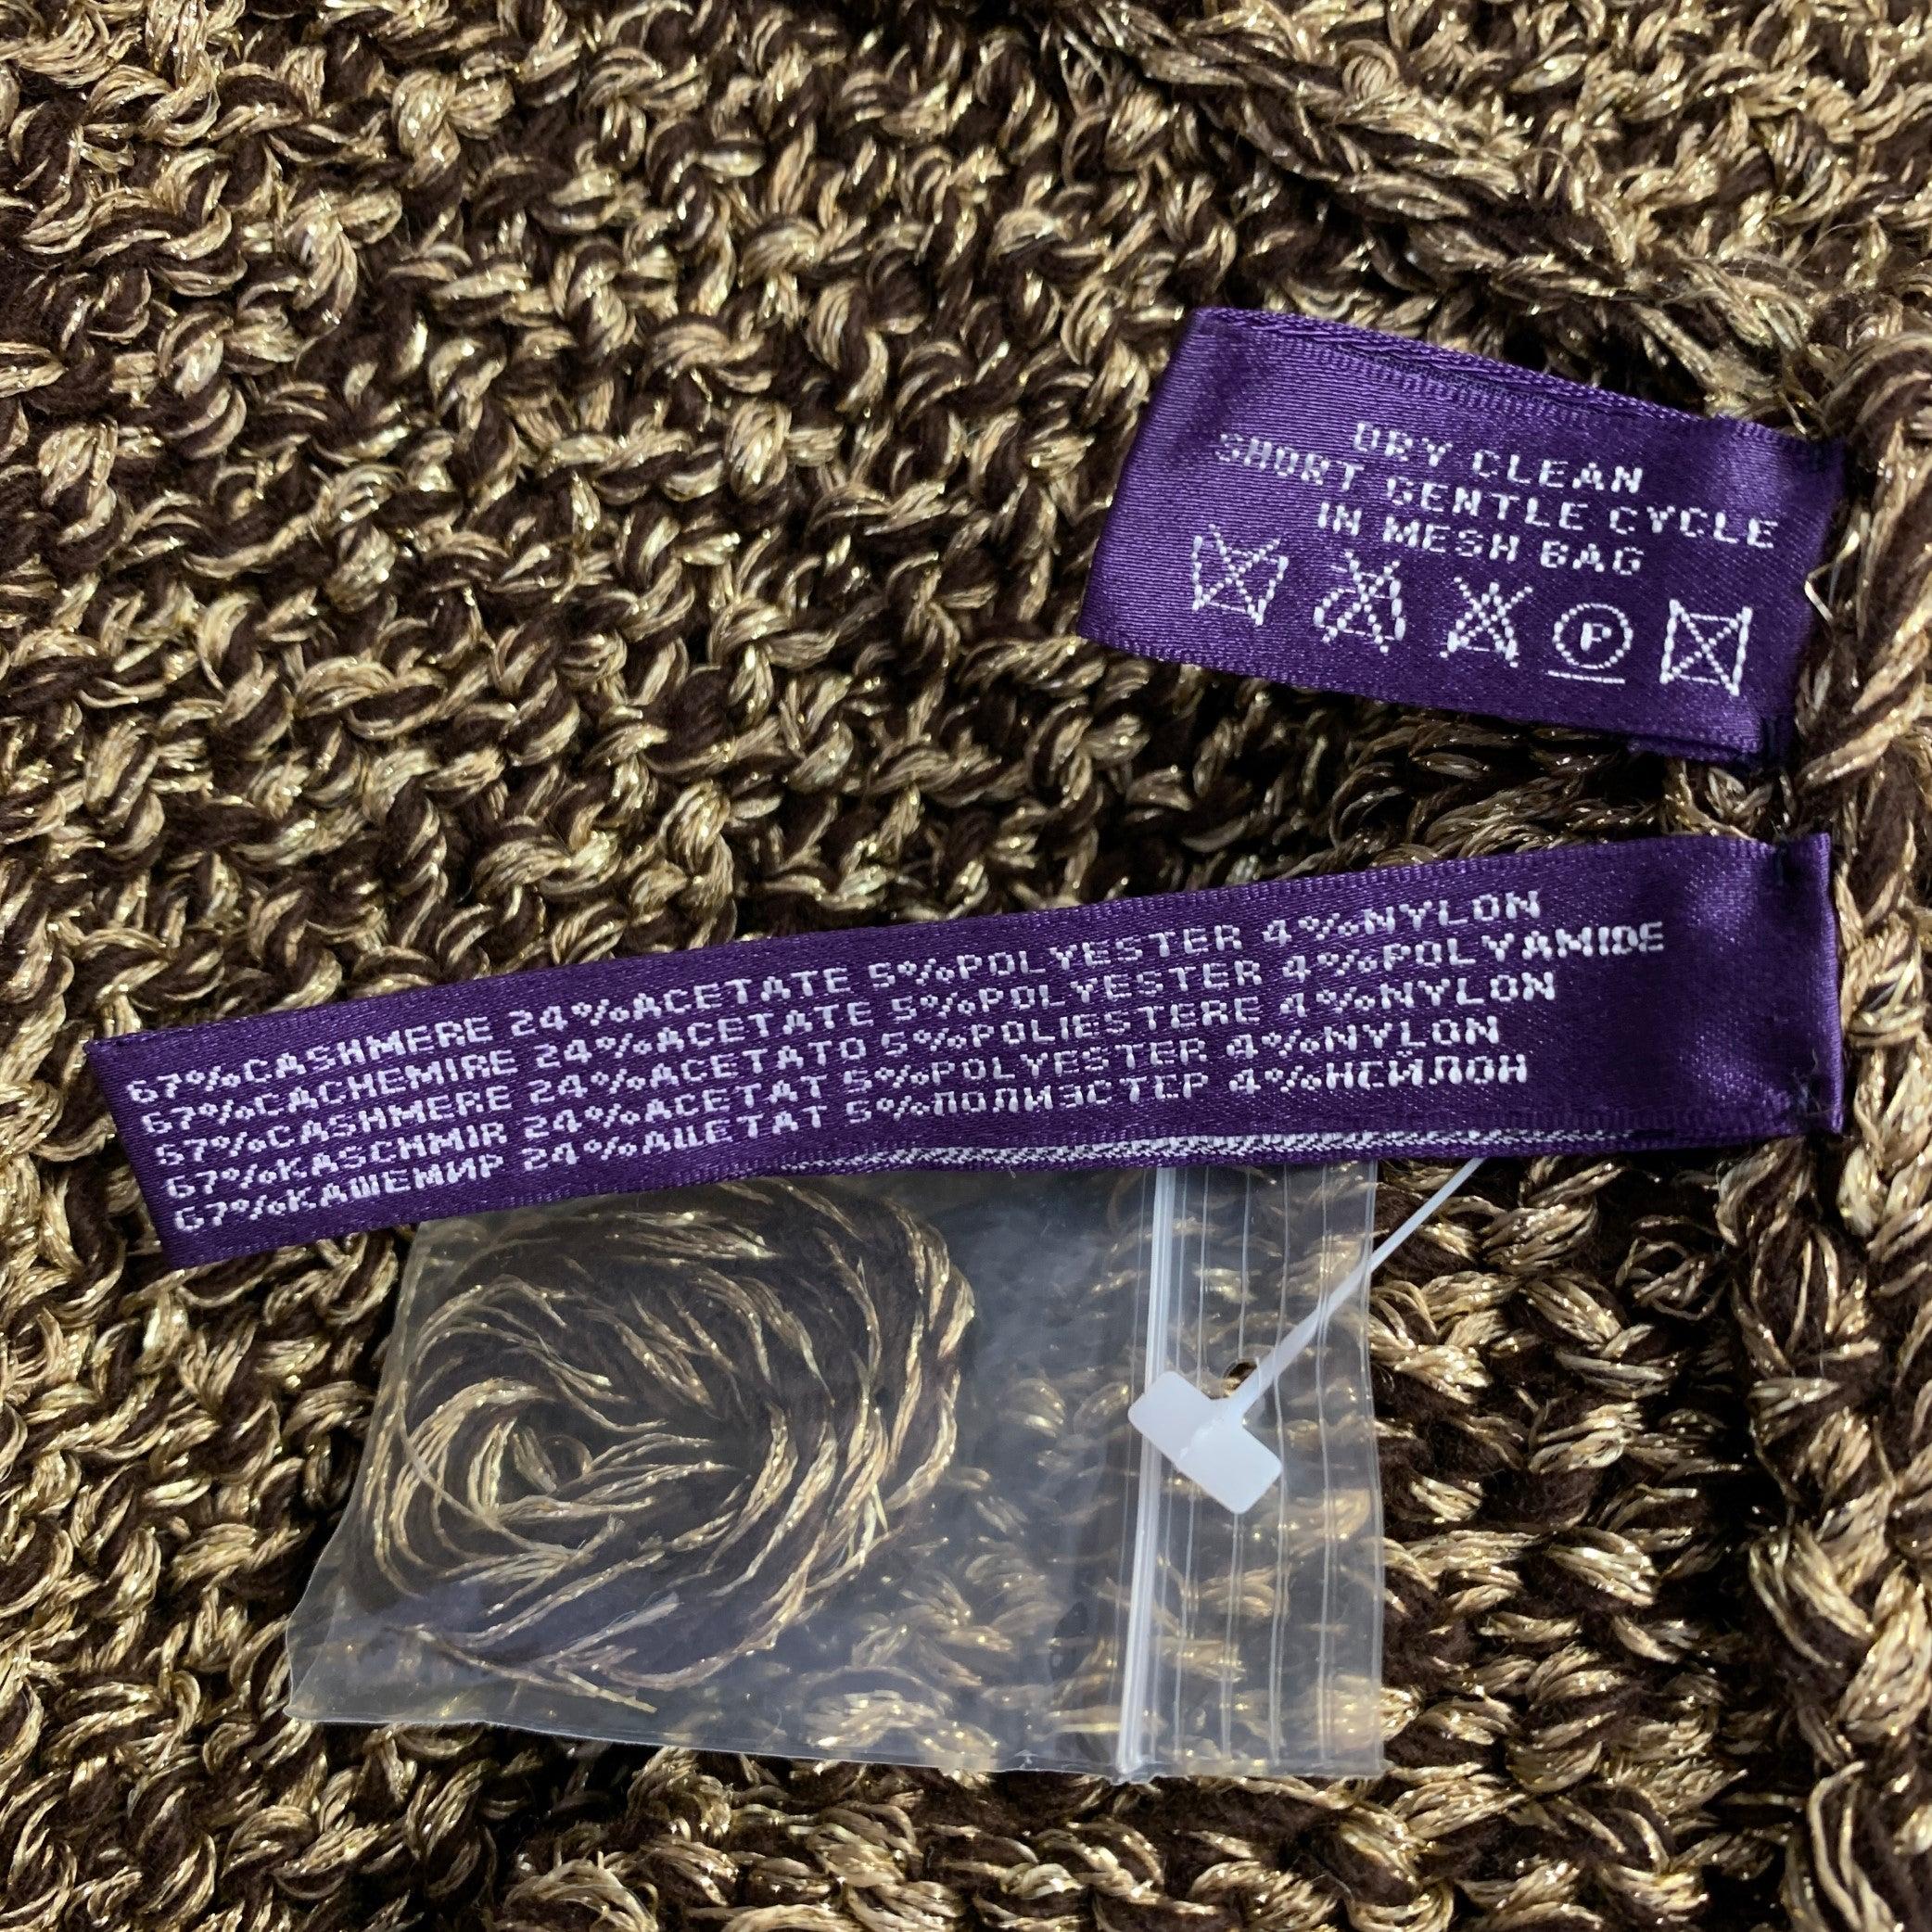 DRY CLEAN
SHORT GENTLE CYCLE
IN MESH BAG
P
67%CASHMERE 24%ACETATE 5%POLYESTER 4%NYLON
67%CACHEMIRE 24%ACETATE 5%POLYESTER 4%POLYAMIDE
67%CASHMERE 24%ACETATO 5%POLIESTERE 4%NYLON
67%KASCHMIR 24%ACETAT 5%POLYESTER 4%NYLON
67%КАШЕМИР 24%АЦЕТАТ 5%ПОЛИЭСТЕР 4%НЕЙЛОН